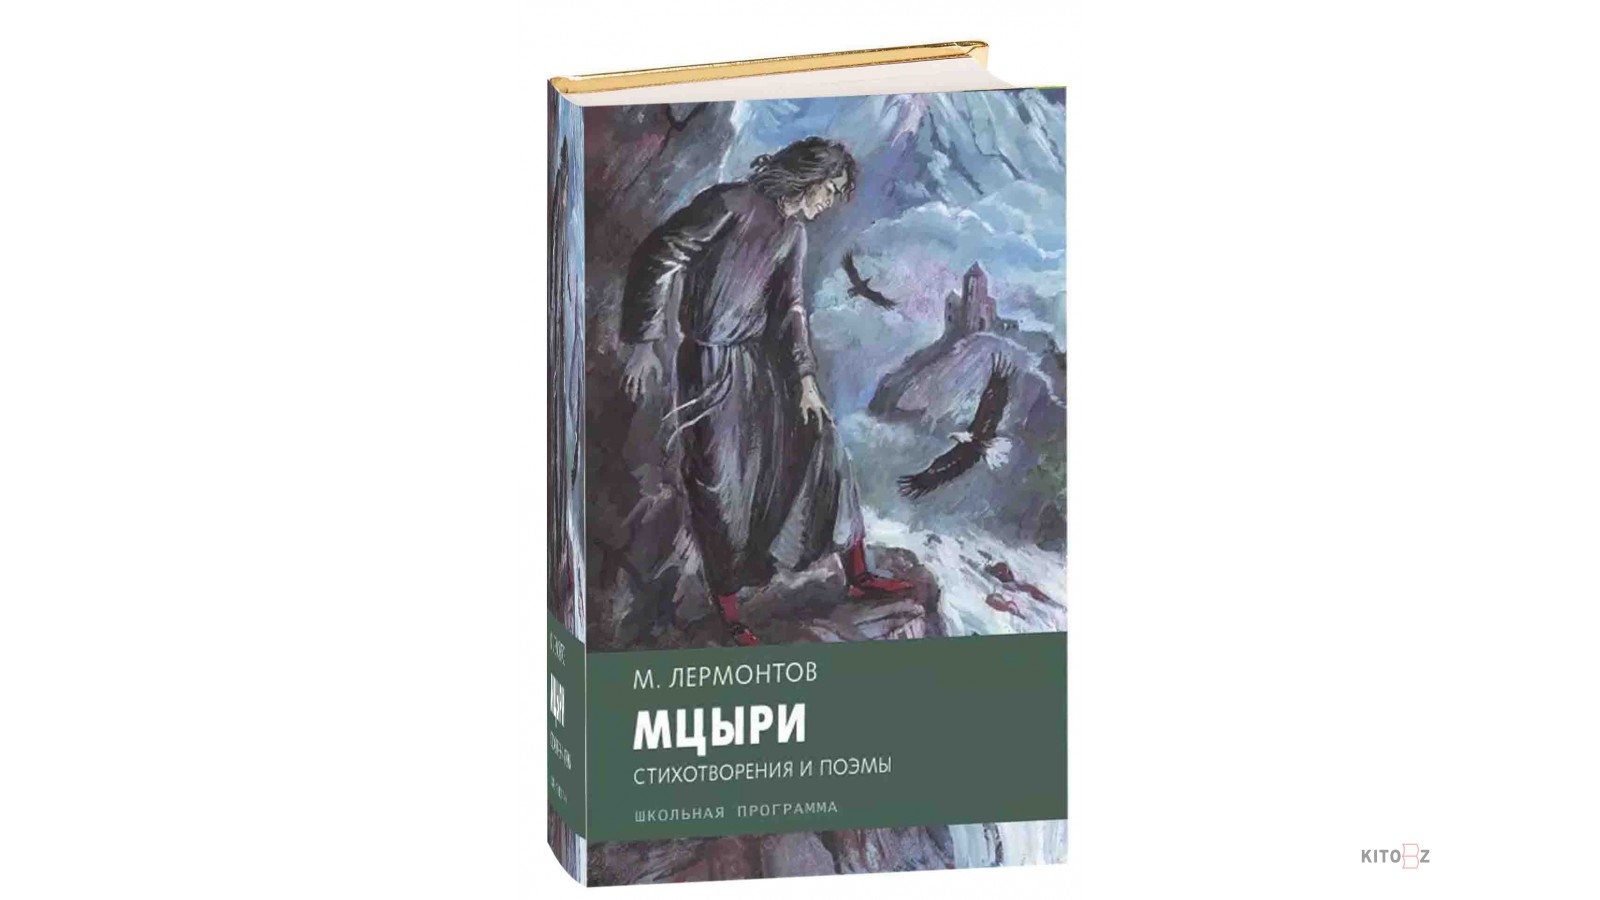 М. ЛЕРМОНТОВ
МЦЫРИ
СТИХОТВОРЕНИЯ И ПОЭМЫ
ШКОЛЬНАЯ ПРОГРАММА
МЦЫРИ
KITOBZ